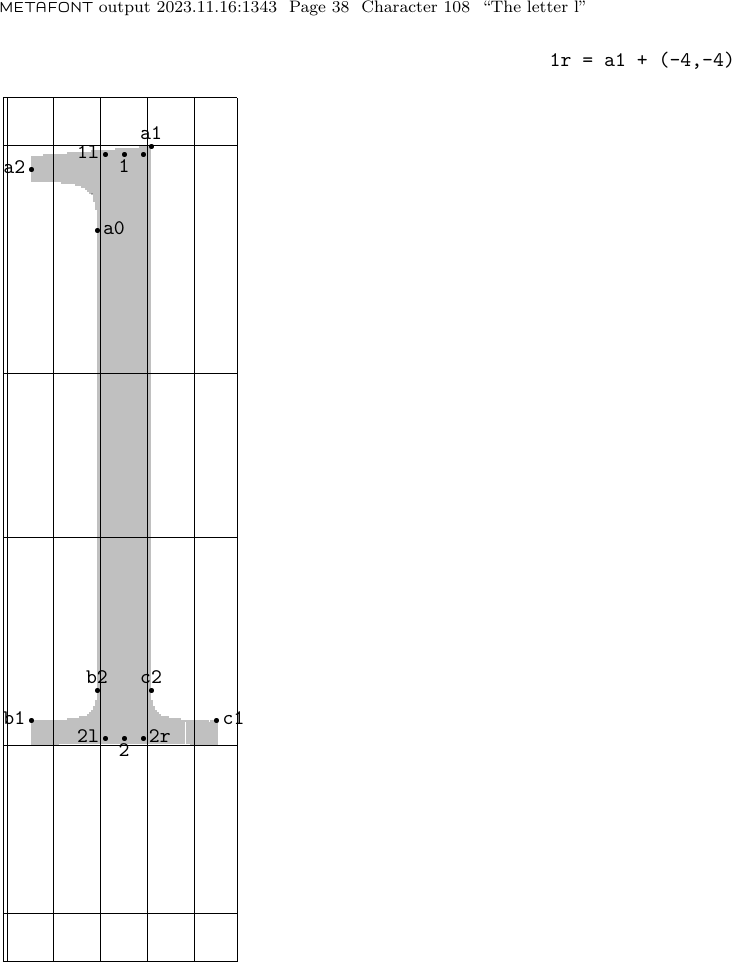 METAFONT output 2023.11.16:1343 Page 38 Character 108 “The letter l”
1r = a1 + (-4,-4)
a1
1l
1
a2
a0
b2 c2
b1 c1
2l 2r
2